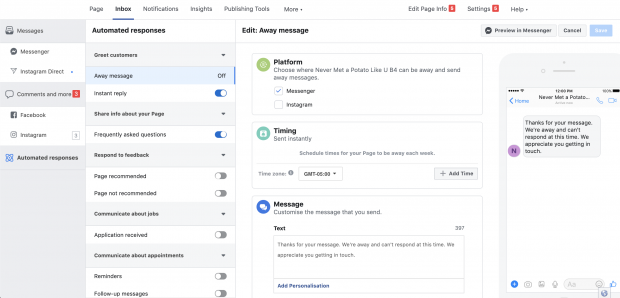 Page Inbox Notifications Insights Publishing Tools More Edit Page Info 6 Settings 6 Help
Messages
Messenger
Instagram Direct
Comments and more 3
Facebook
Instagram 3
Automated responses
Automated responses
Greet customers
Away message Off
Instant reply
Share info about your Page
Frequently asked questions
Respond to feedback
Page recommended
Page not recommended
Communicate about jobs
Application received
Communicate about appointments
Reminders
Follow-up messages
Edit: Away message
Preview in Messenger Cancel Save
Platform
Choose where Never Met a Potato Like U B4 can be away and send
away messages.
Messenger
Instagram
Timing
Sent instantly
Schedule times for your Page to be away each week.
Time zone: GMT-05:00 + Add Time
Message
Customise the message that you send.
Text 397
Thanks for your message. We're away and can't respond at this time. We
appreciate you getting in touch.
Add Personalisation
12:00 PM 100%
Home Never Met a Potato...
Thanks for your message.
We're away and can't
respond at this time. We
appreciate you getting in
touch.
N
Aa